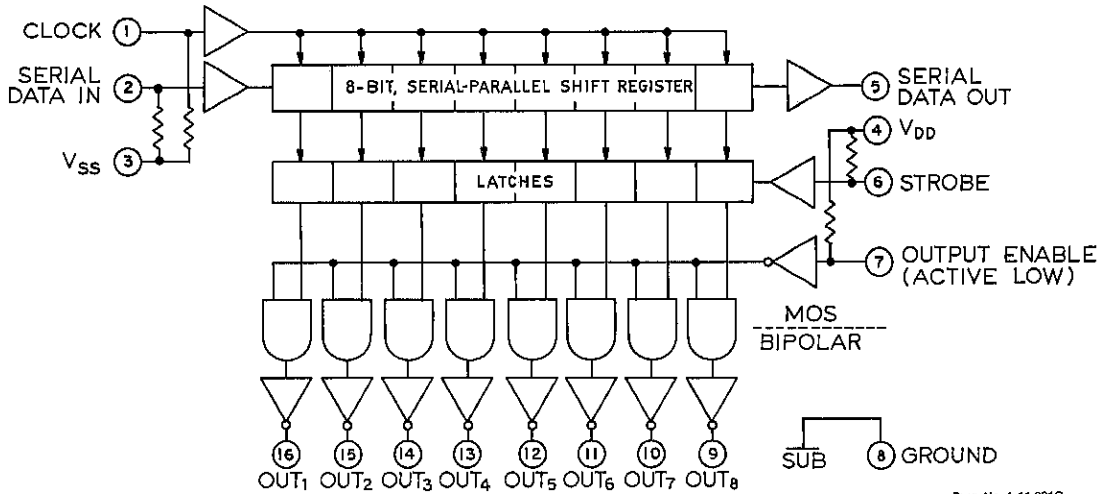 CLOCK 1
SERIAL DATA IN 2
VSS 3
8-BIT, SERIAL-PARALLEL SHIFT REGISTER
5 SERIAL DATA OUT
4 VDD
LATCHES
6 STROBE
7 OUTPUT ENABLE (ACTIVE LOW)
MOS
BIPOLAR
16 15 14 13 12 11 10 9
OUT1 OUT2 OUT3 OUT4 OUT5 OUT6 OUT7 OUT8
SUB
8 GROUND